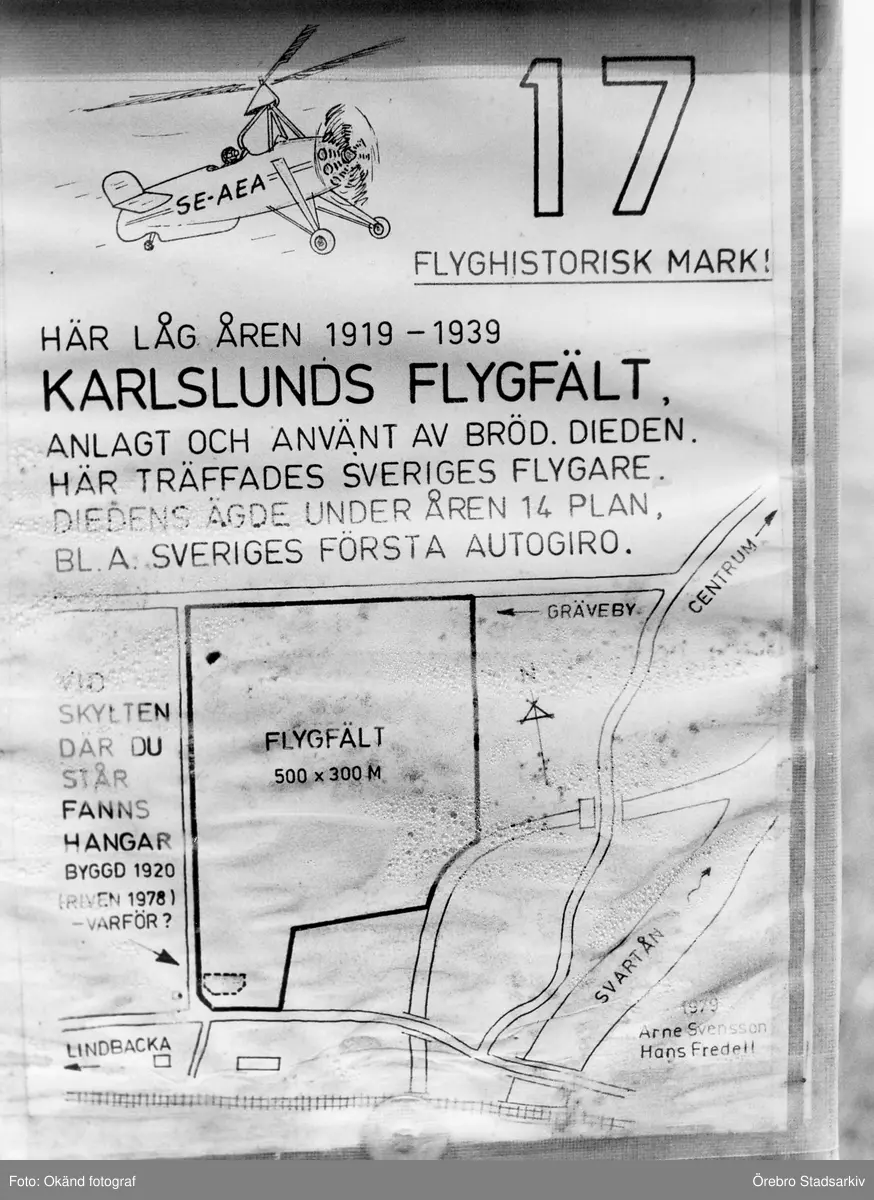 17
SE-AEA
FLYGHISTORISK MARK!
HÄR LÅG ÅREN 1919 – 1939
KARLSLUNDS FLYGFÄLT,
ANLAGT OCH ANVÄNT AV BRÖD. DIEDEN.
HÄR TRÄFFADES SVERIGES FLYGARE.
DIEDENS ÄGDE UNDER ÅREN 14 PLAN,
BL. A. SVERIGES FÖRSTA AUTOGIRO.
CENTRUM
GRÄVEBY
N
VID
SKYLTEN
DÄR DU
STÅR
FANNS
HANGAR
BYGGD 1920
(RIVEN 1978)
–VARFÖR?
FLYGFÄLT
500 x 300 M
SVARTÅN
LINDBACKA
1979
Arne Svensson
Hans Fredell
Foto: Okänd fotograf
Örebro Stadsarkiv